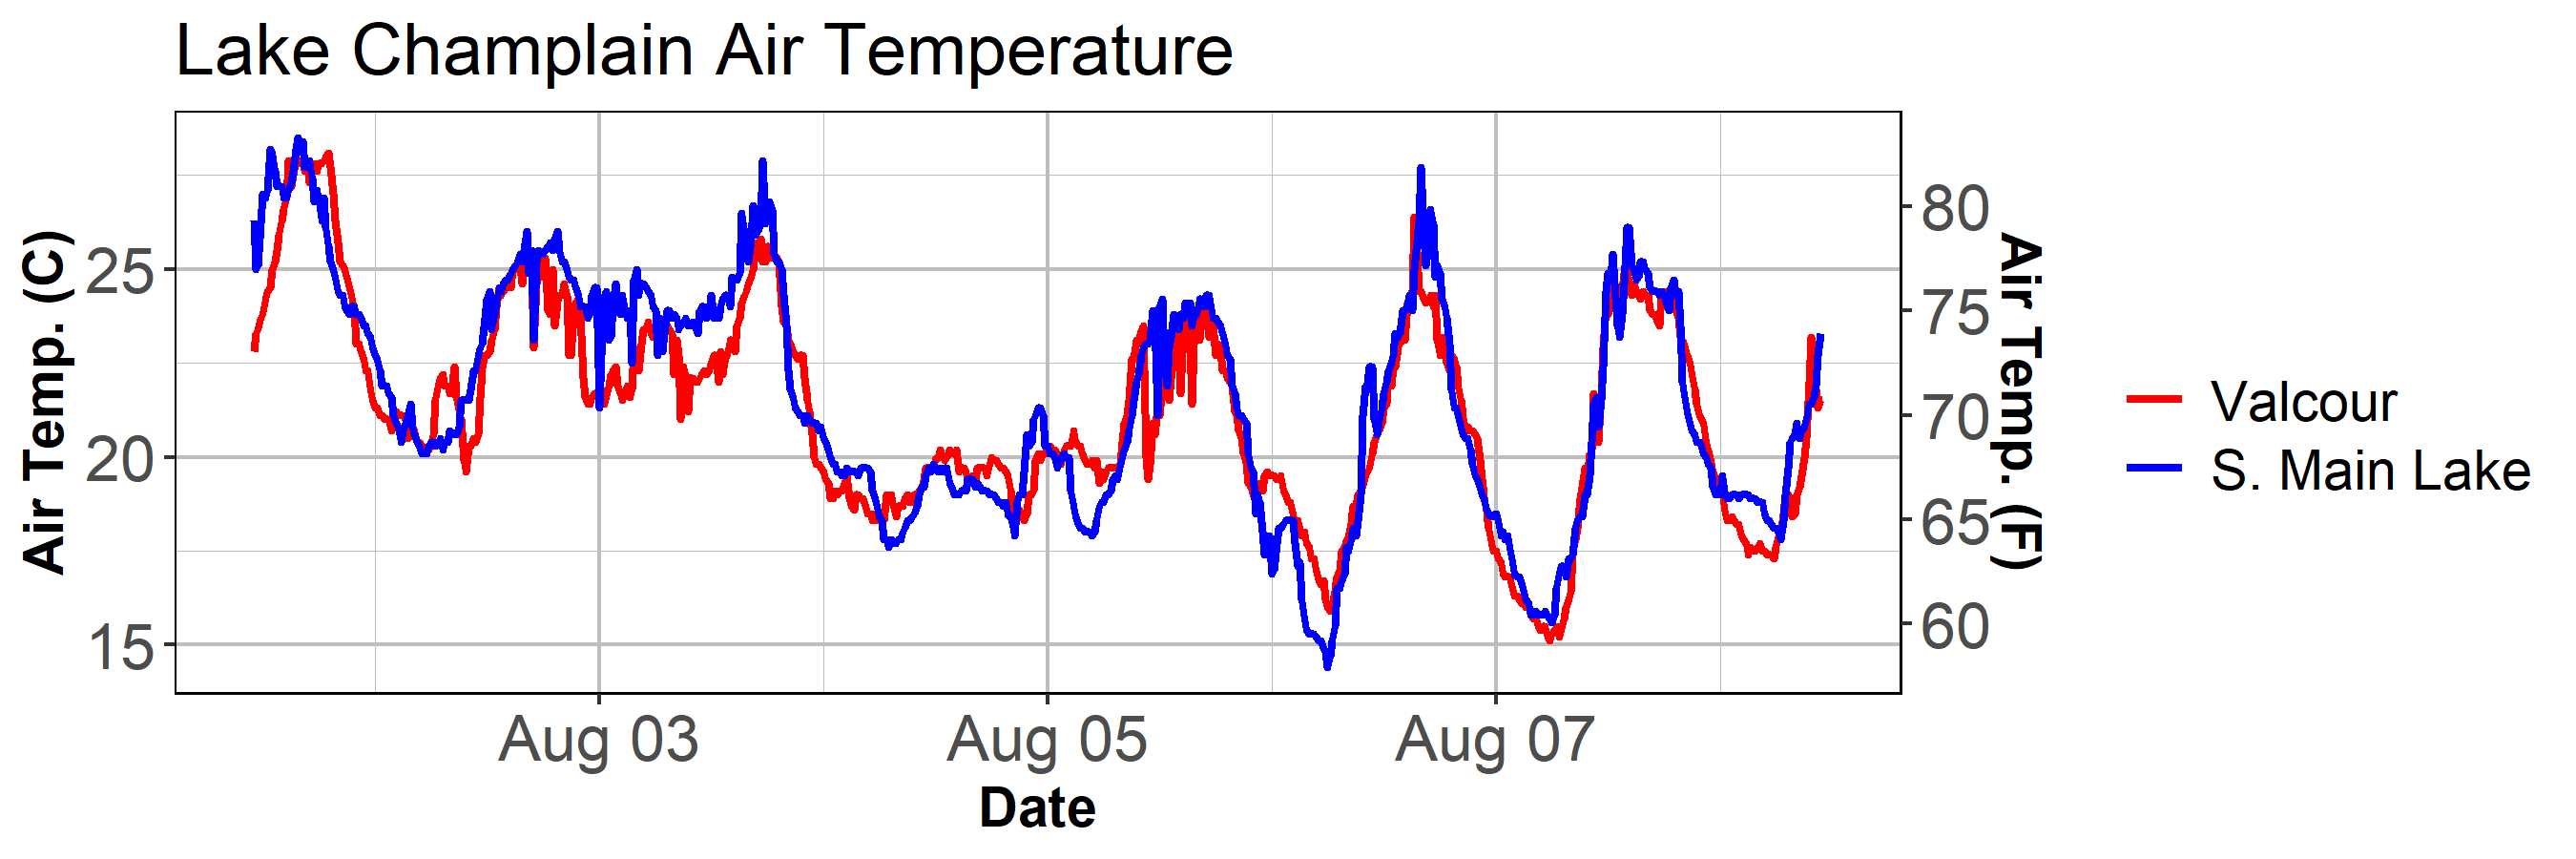 Lake Champlain Air Temperature
Air Temp. (C)
25
20
15
80
75
70
65
60
Air Temp. (F)
Aug 03
Aug 05
Aug 07
Date
Valcour
S. Main Lake